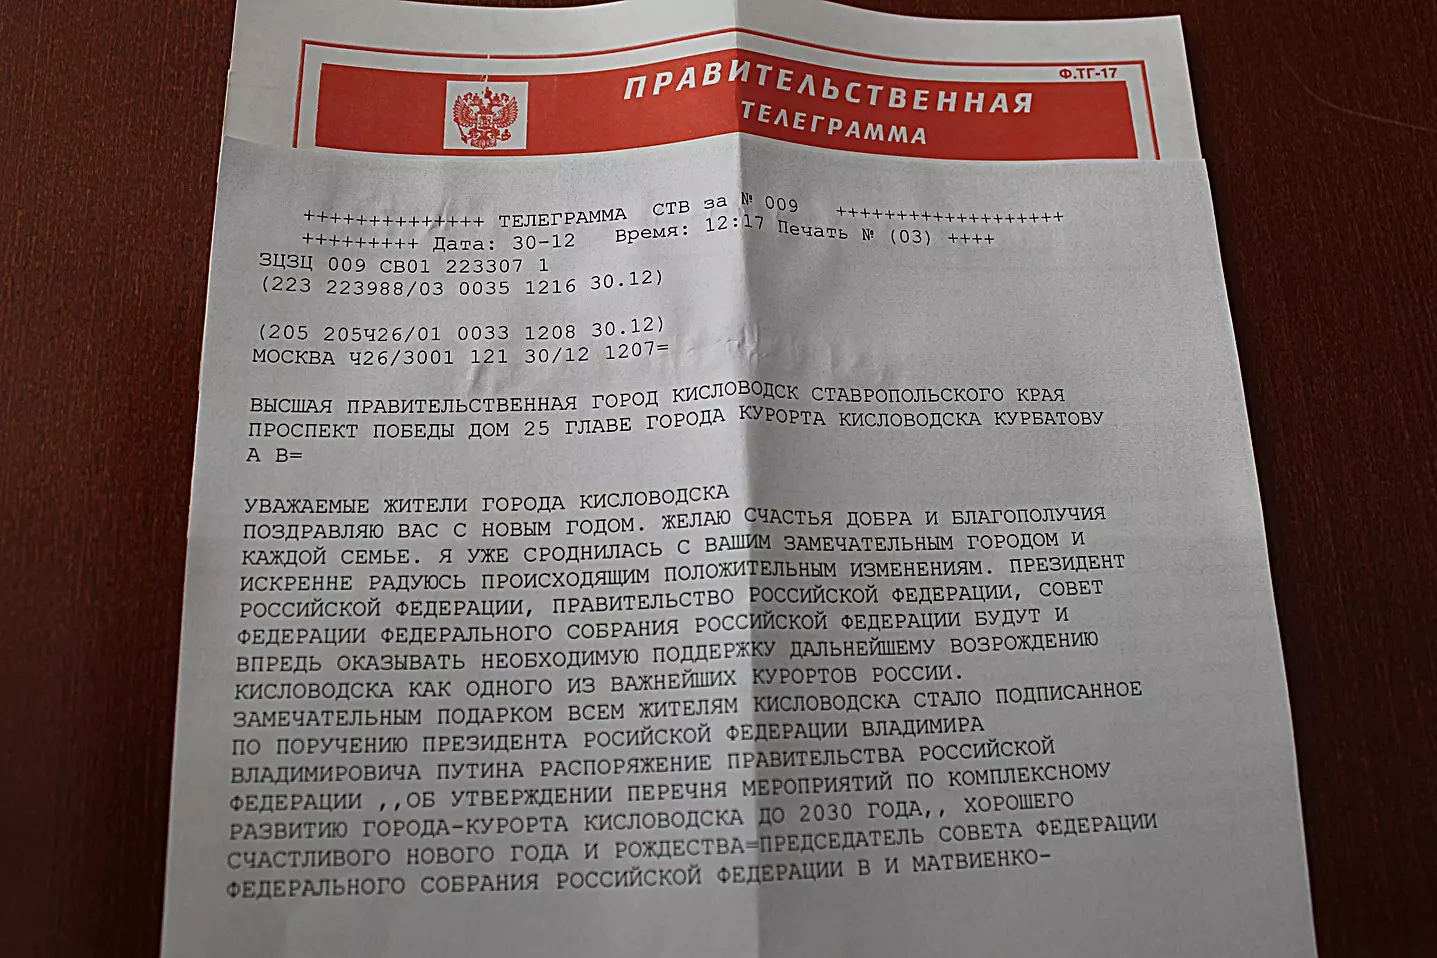 Ф.ТГ-17
ПРАВИТЕЛЬСТВЕННАЯ
ТЕЛЕГРАММА
++++++++++++++ ТЕЛЕГРАММА СТВ за № 009 +++++++++++++++++++
+++++++++ Дата: 30-12 Время: 12:17 Печать № (03) ++++
ЗЦЗЦ 009 СВ01 223307 1
(223 223988/03 0035 1216 30.12)
(205 205Ч26/01 0033 1208 30.12)
МОСКВА Ч26/3001 121 30/12 1207=
ВЫСШАЯ ПРАВИТЕЛЬСТВЕННАЯ ГОРОД КИСЛОВОДСК СТАВРОПОЛЬСКОГО КРАЯ
ПРОСПЕКТ ПОБЕДЫ ДОМ 25 ГЛАВЕ ГОРОДА КУРОРТА КИСЛОВОДСКА КУРБАТОВУ
А В=
УВАЖАЕМЫЕ ЖИТЕЛИ ГОРОДА КИСЛОВОДСКА
ПОЗДРАВЛЯЮ ВАС С НОВЫМ ГОДОМ. ЖЕЛАЮ СЧАСТЬЯ ДОБРА И БЛАГОПОЛУЧИЯ
КАЖДОЙ СЕМЬЕ. Я УЖЕ СРОДНИЛАСЬ С ВАШИМ ЗАМЕЧАТЕЛЬНЫМ ГОРОДОМ И
ИСКРЕННЕ РАДУЮСЬ ПРОИСХОДЯЩИМ ПОЛОЖИТЕЛЬНЫМ ИЗМЕНЕНИЯМ. ПРЕЗИДЕНТ
РОССИЙСКОЙ ФЕДЕРАЦИИ, ПРАВИТЕЛЬСТВО РОССИЙСКОЙ ФЕДЕРАЦИИ, СОВЕТ
ФЕДЕРАЦИИ ФЕДЕРАЛЬНОГО СОБРАНИЯ РОССИЙСКОЙ ФЕДЕРАЦИИ БУДУТ И
ВПРЕДЬ ОКАЗЫВАТЬ НЕОБХОДИМУЮ ПОДДЕРЖКУ ДАЛЬНЕЙШЕМУ ВОЗРОЖДЕНИЮ
КИСЛОВОДСКА КАК ОДНОГО ИЗ ВАЖНЕЙШИХ КУРОРТОВ РОССИИ.
ЗАМЕЧАТЕЛЬНЫМ ПОДАРКОМ ВСЕМ ЖИТЕЛЯМ КИСЛОВОДСКА СТАЛО ПОДПИСАННОЕ
ПО ПОРУЧЕНИЮ ПРЕЗИДЕНТА РОСИЙСКОЙ ФЕДЕРАЦИИ ВЛАДИМИРА
ВЛАДИМИРОВИЧА ПУТИНА РАСПОРЯЖЕНИЕ ПРАВИТЕЛЬСТВА РОССИЙСКОЙ
ФЕДЕРАЦИИ ,,ОБ УТВЕРЖДЕНИИ ПЕРЕЧНЯ МЕРОПРИЯТИЙ ПО КОМПЛЕКСНОМУ
РАЗВИТИЮ ГОРОДА-КУРОРТА КИСЛОВОДСКА ДО 2030 ГОДА,, ХОРОШЕГО
СЧАСТЛИВОГО НОВОГО ГОДА И РОЖДЕСТВА=ПРЕДСЕДАТЕЛЬ СОВЕТА ФЕДЕРАЦИИ
ФЕДЕРАЛЬНОГО СОБРАНИЯ РОССИЙСКОЙ ФЕДЕРАЦИИ В И МАТВИЕНКО-